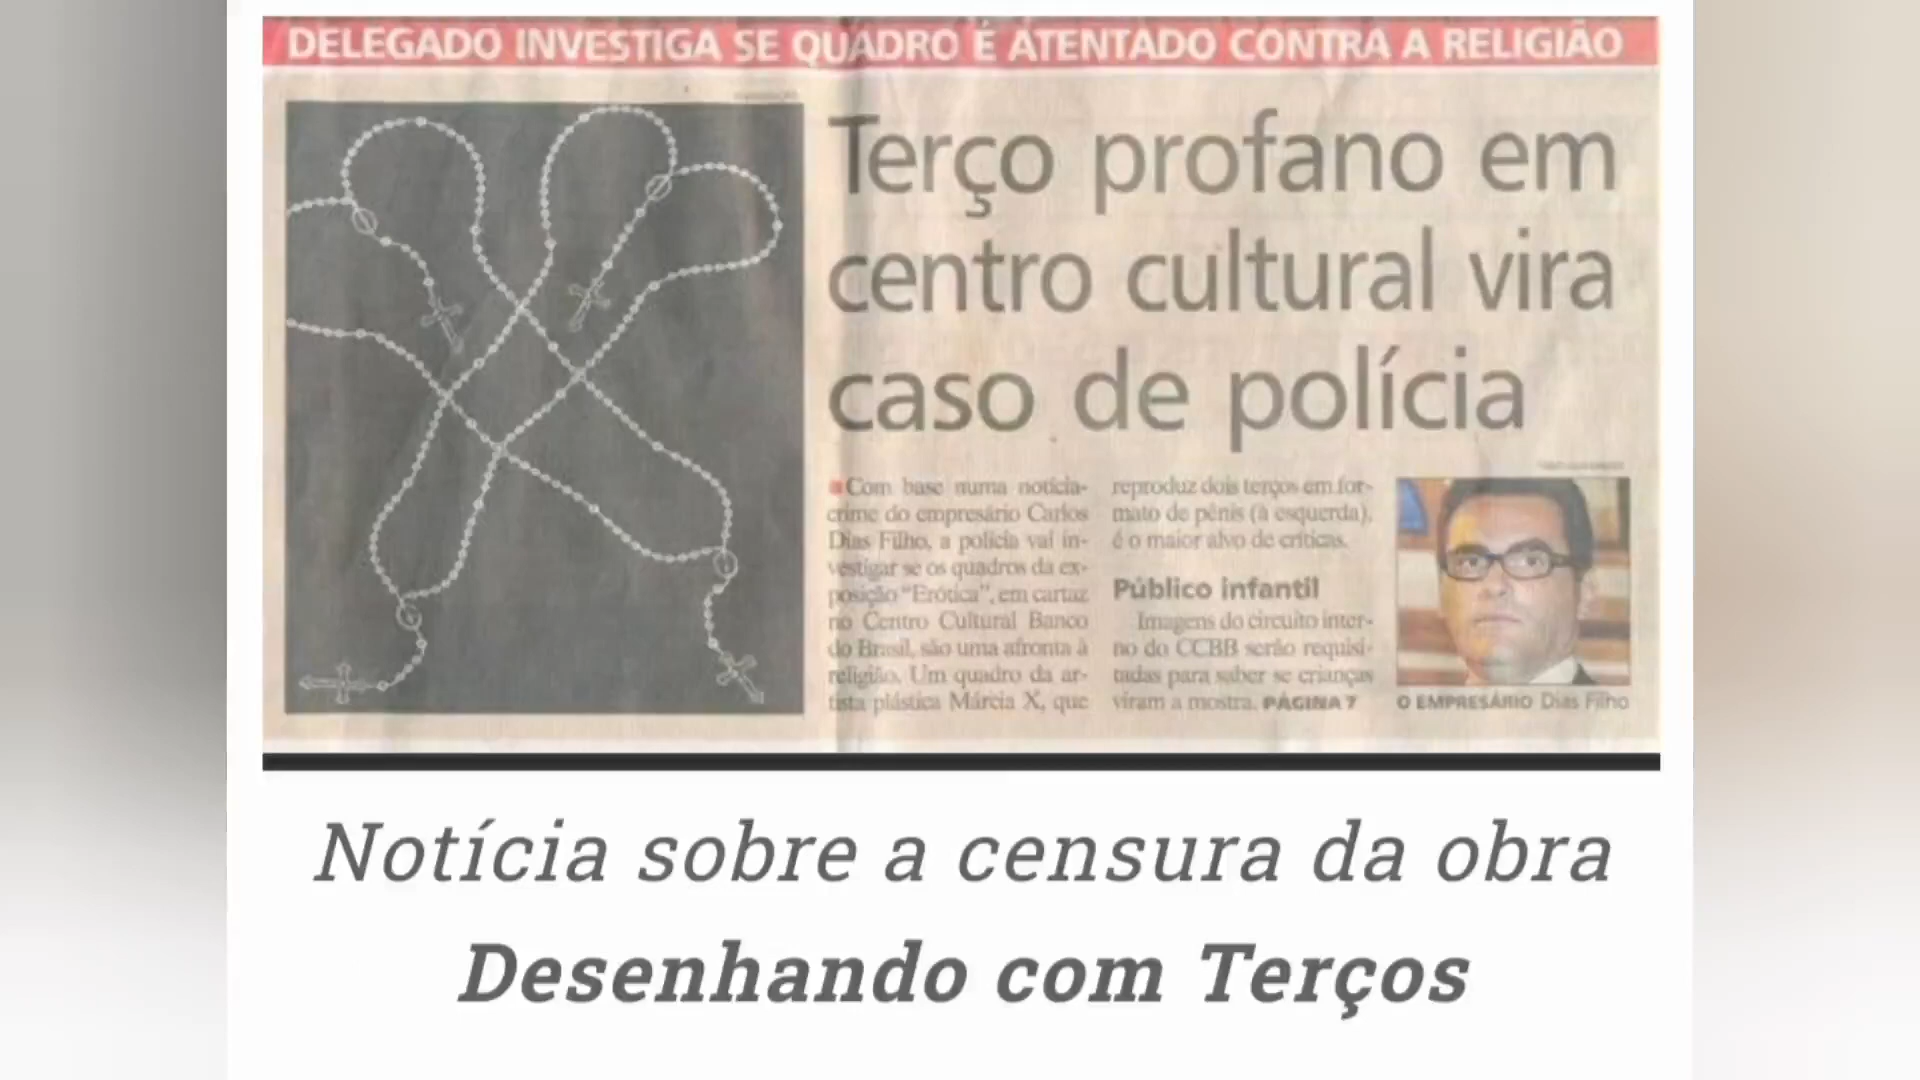 DELEGADO INVESTIGA SE QUADRO É ATENTADO CONTRA A RELIGIÃO
Terço profano em
centro cultural vira
caso de polícia
Com base numa notícia-
crime do empresário Carlos
Dias Filho, a polícia vai in-
vestigar se os quadros da ex-
posição "Erótica", em cartaz
no Centro Cultural Banco
do Brasil, são uma afronta à
religião. Um quadro da ar-
tista plástica Márcia X, que
reproduz dois terços em for-
mato de pênis (à esquerda),
é o maior alvo de críticas.
Público infantil
Imagens do circuito inter-
no do CCBB serão requisi-
tadas para saber se crianças
viram a mostra. PÁGINA 7
O EMPRESÁRIO Dias Filho
Notícia sobre a censura da obra
Desenhando com Terços